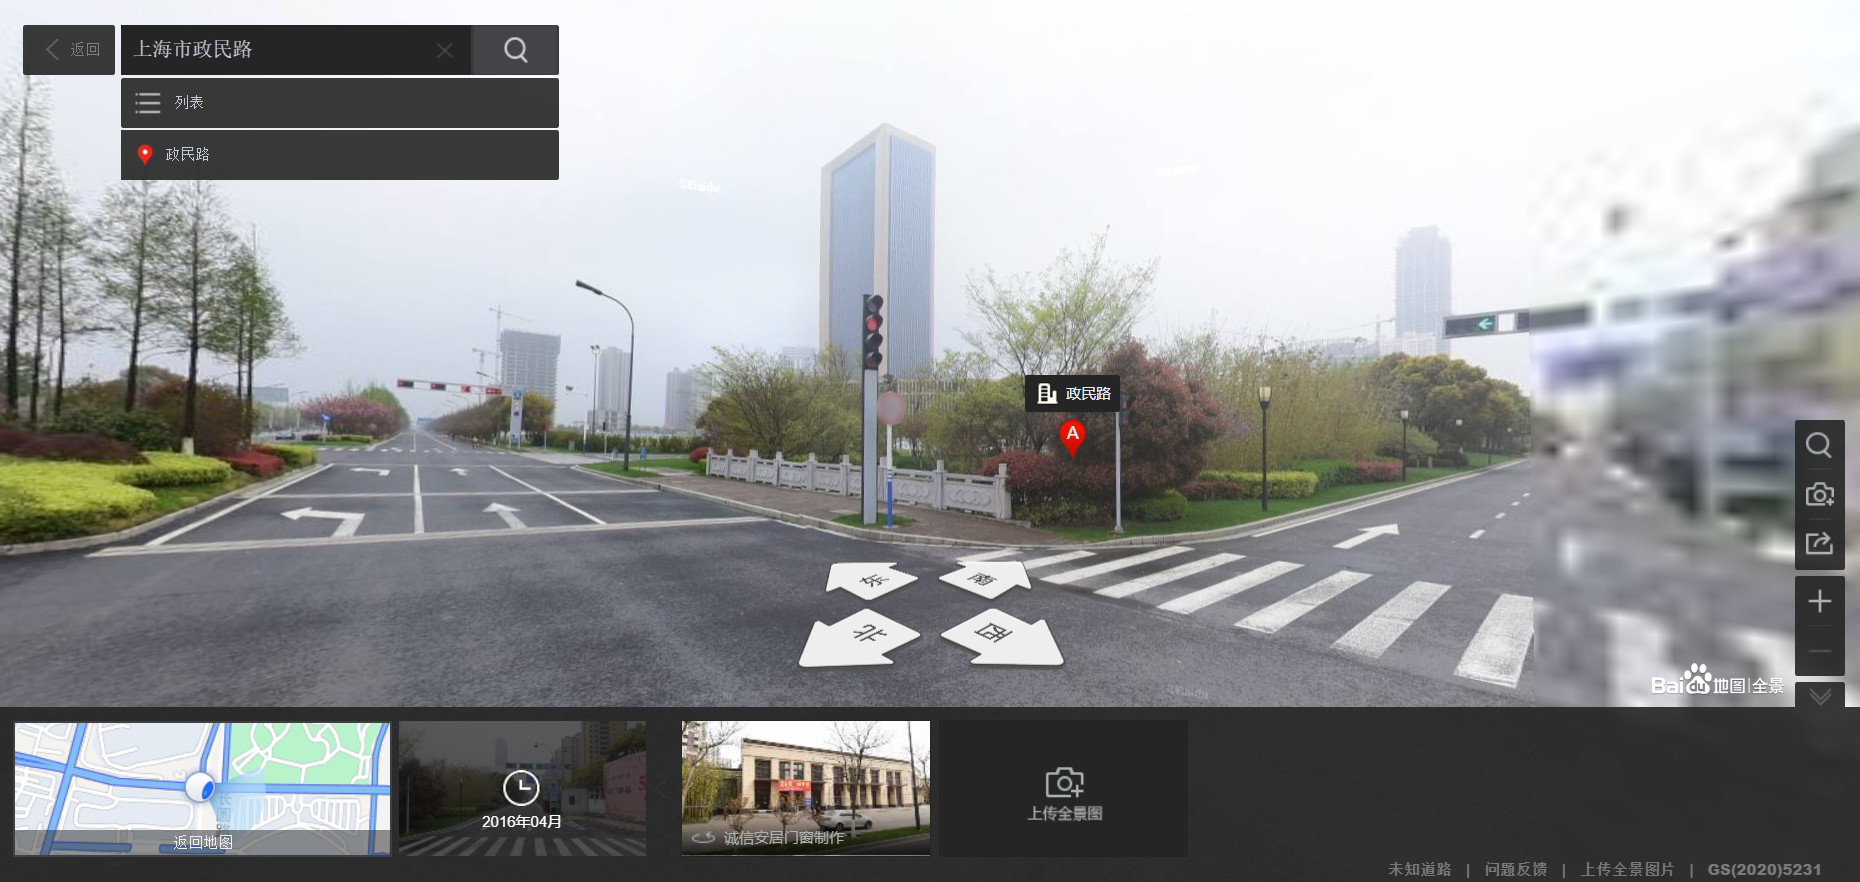 返回
上海市政民路
列表
政民路
政民路
A
东
南
北
西
Baidu地图|全景
返回地图
2016年04月
诚信安居门窗制作
上传全景图
未知道路 | 问题反馈 | 上传全景图片 | GS(2020)5231